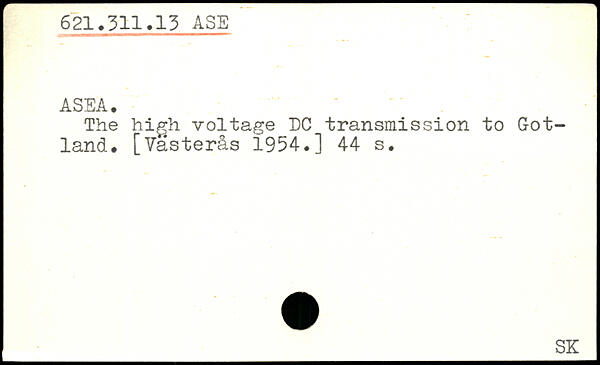 621.311.13 ASE
ASEA.
The high voltage DC transmission to Got-
land. [Västerås 1954.] 44 s.
SK